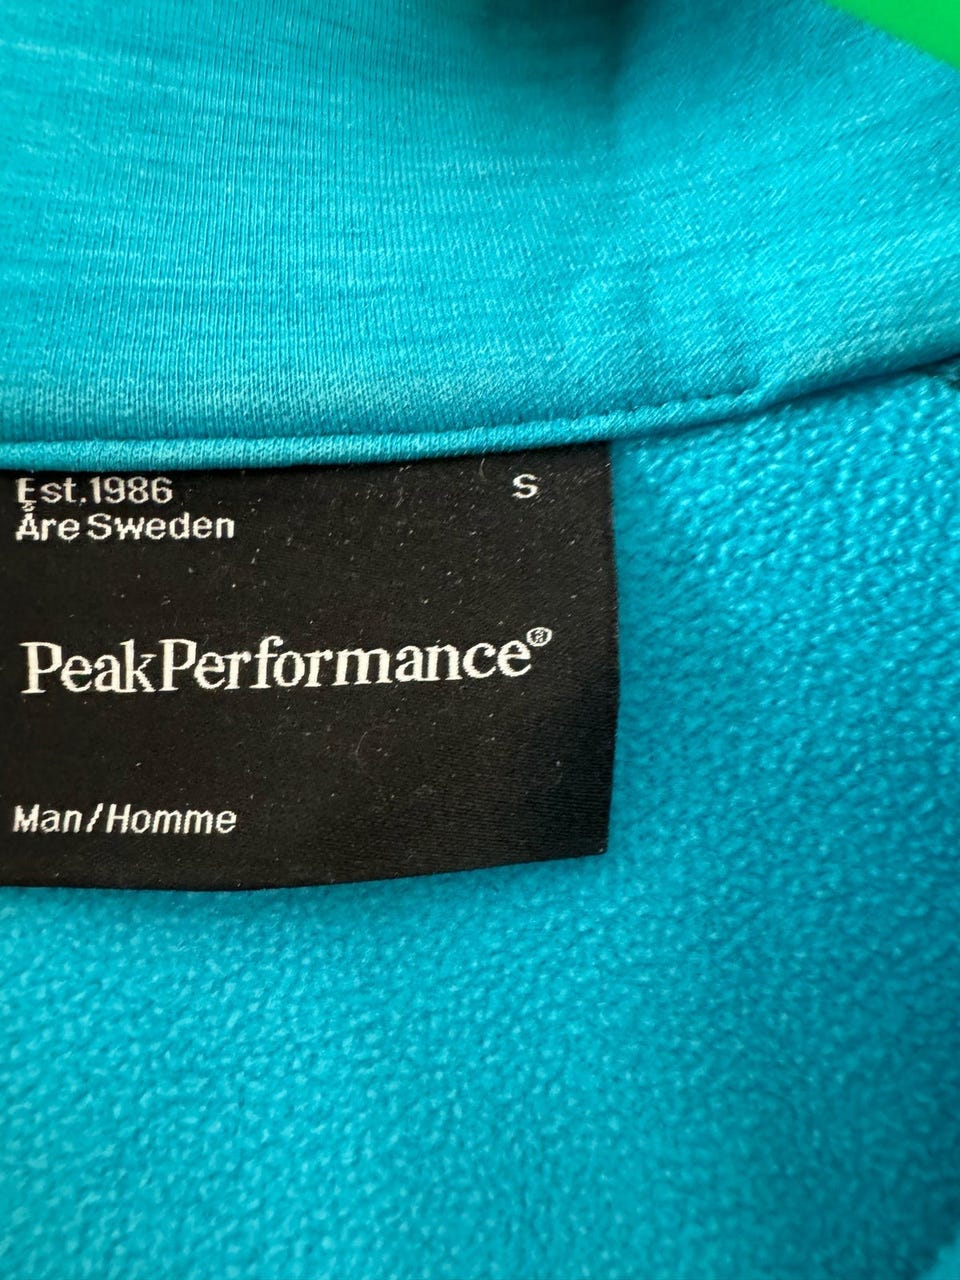 Est.1986 S
Åre Sweden
PeakPerformance®
Man/Homme